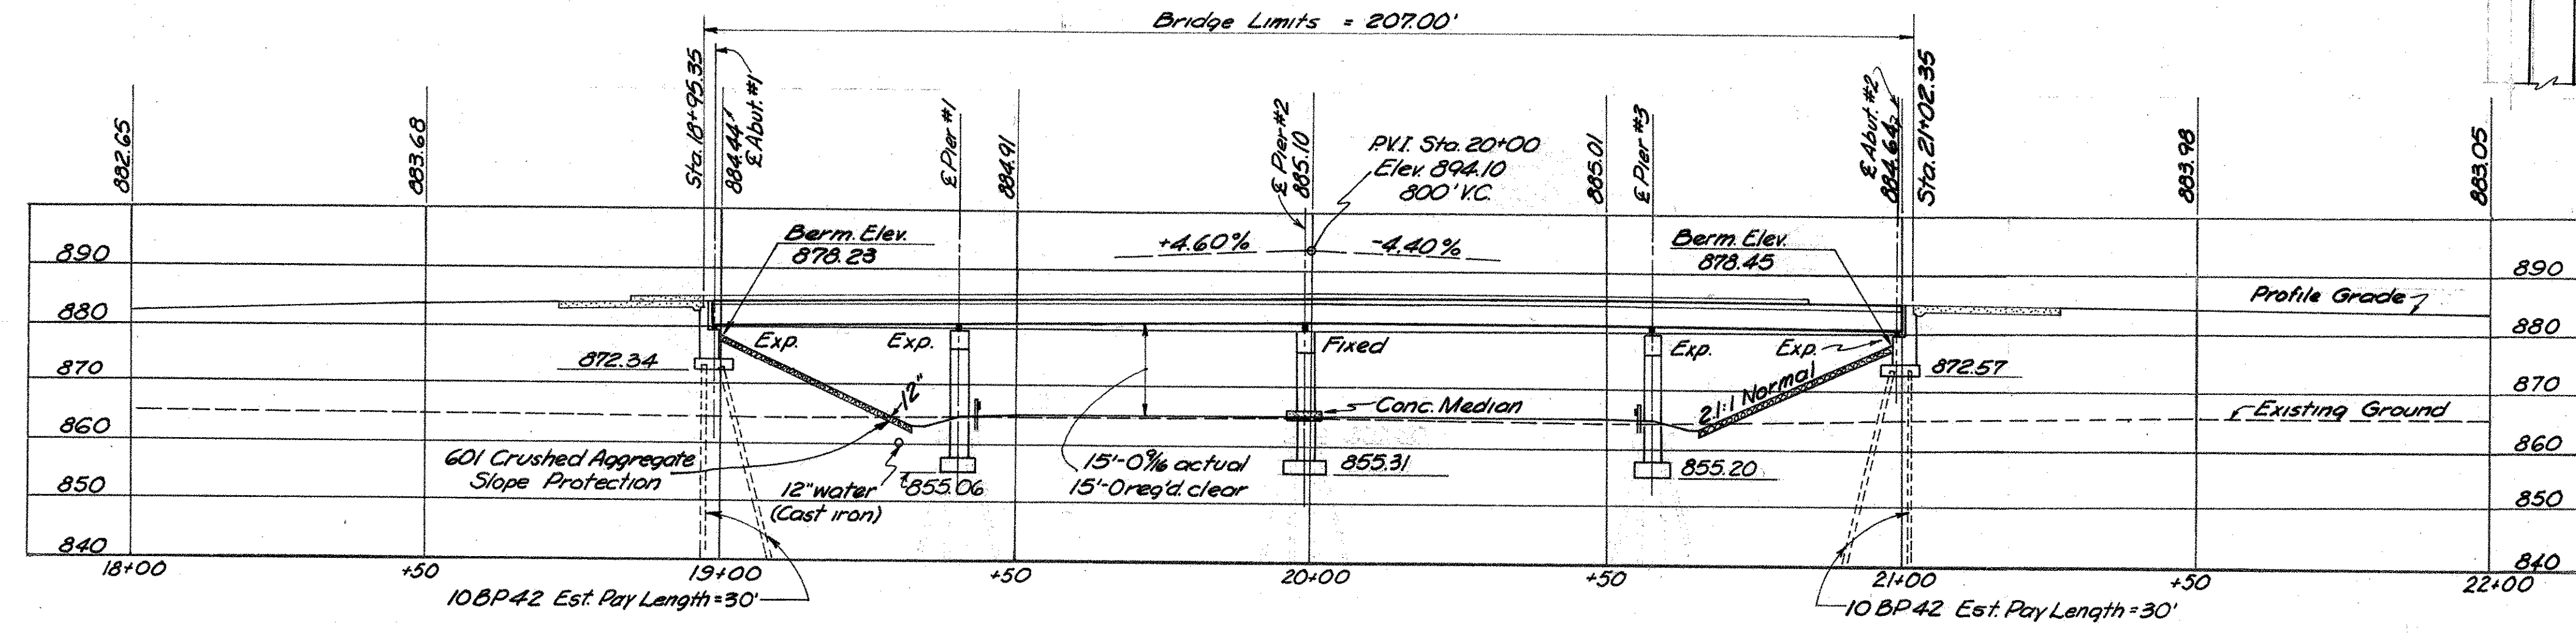 Bridge Limits = 207.00'
882.65
883.68
Sta. 18+95.35
884.44
℄ Abut. #1
℄ Pier #1
884.91
℄ Pier #2
885.10
P.V.I. Sta. 20+00
Elev. 894.10
800' V.C.
885.01
℄ Pier #3
℄ Abut. #2
884.64
Sta. 21+02.35
883.98
883.05
Berm. Elev.
878.23
+4.60%
-4.40%
Berm. Elev.
878.45
890
890
Profile Grade
880
880
Exp.
Exp.
Fixed
Exp.
Exp.
872.34
872.57
870
870
12"
2.1:1 Normal
Conc. Median
Existing Ground
860
860
601 Crushed Aggregate
Slope Protection
12" water
(Cast iron)
855.06
15'-0 9/16 actual
15'-0 req'd. clear
855.31
855.20
850
850
840
840
18+00
+50
19+00
+50
20+00
+50
21+00
+50
22+00
10 BP 42 Est. Pay Length = 30'
10 BP 42 Est. Pay Length = 30'